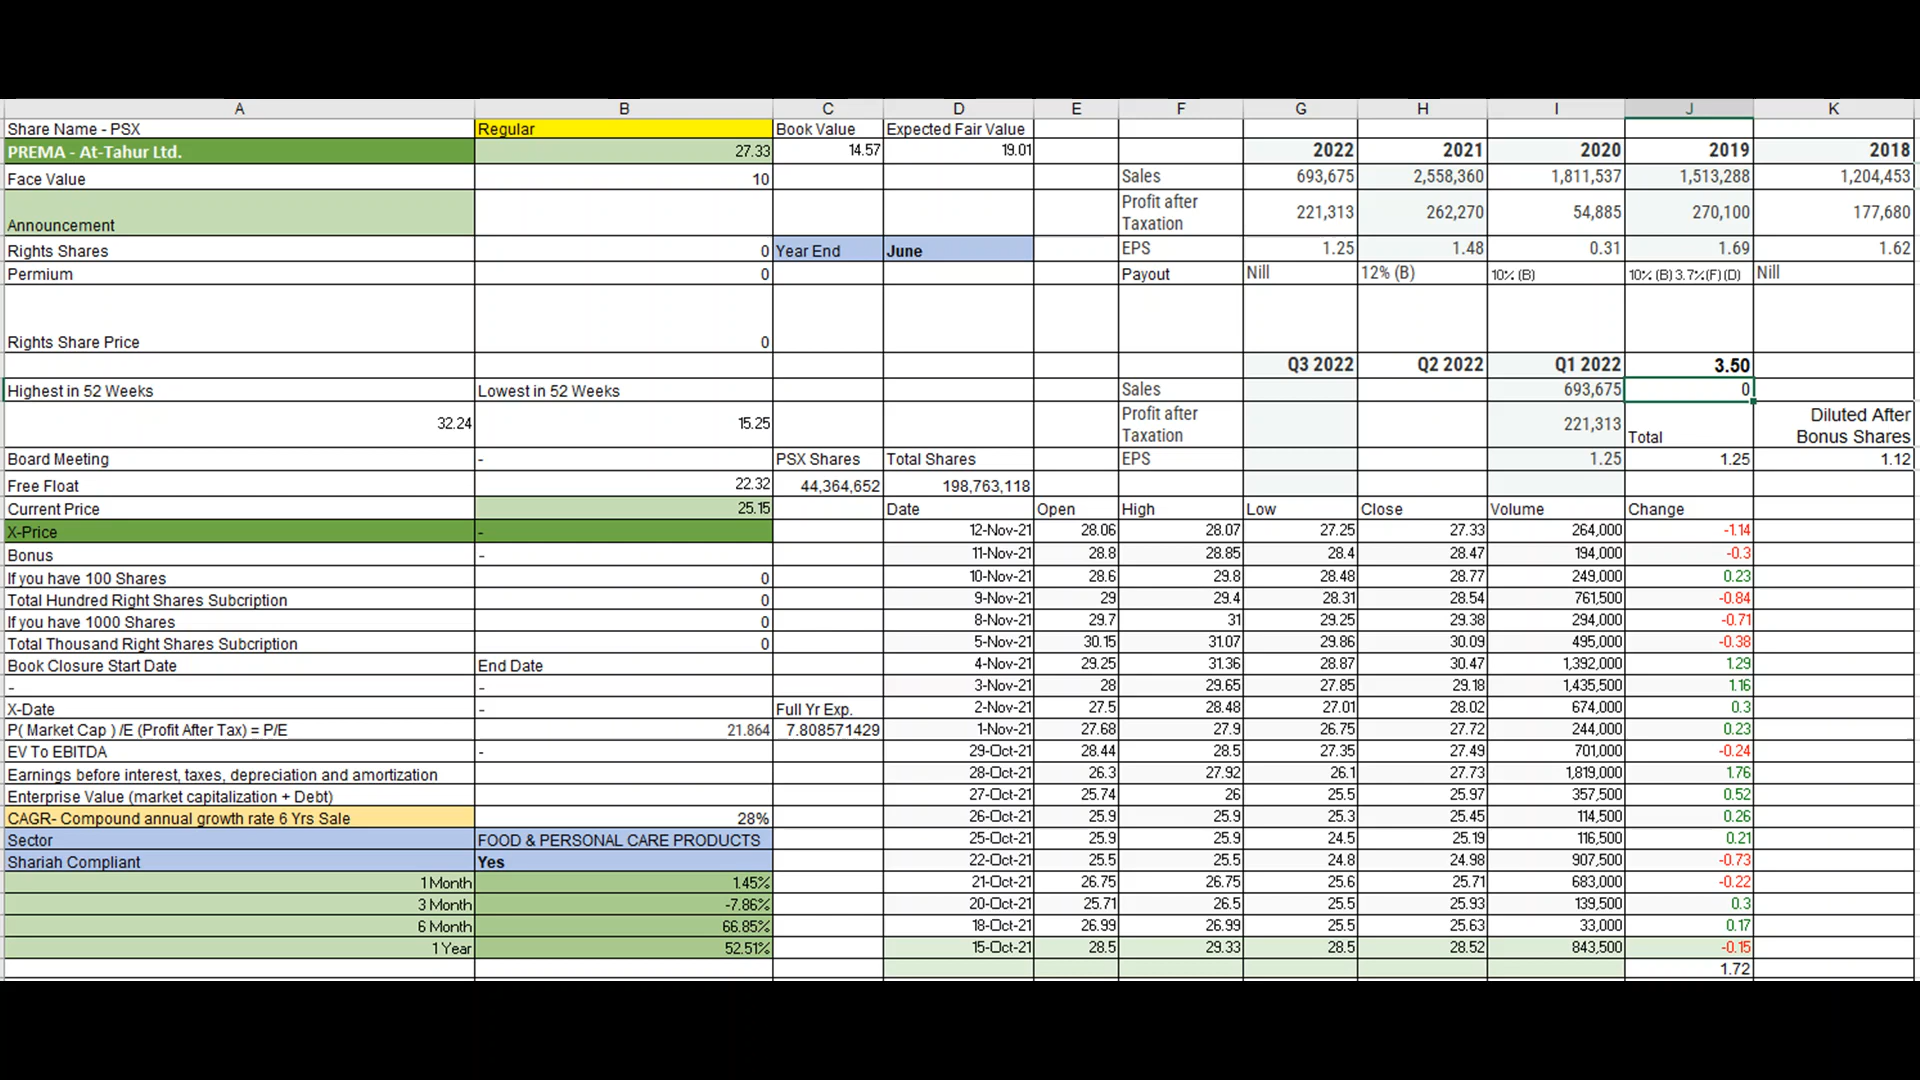 A B C D E F G H I J K
Share Name - PSX Regular Book Value Expected Fair Value
PREMA - At-Tahur Ltd. 27.33 14.57 19.01 2022 2021 2020 2019 2018
Face Value 10 Sales 693,675 2,558,360 1,811,537 1,513,288 1,204,453
Announcement Profit after Taxation 221,313 262,270 54,885 270,100 177,680
Rights Shares 0 Year End June EPS 1.25 1.48 0.31 1.69 1.62
Permium 0 Payout Nill 12% (B) 10% (B) 10% (B) 3.7%(F) (D) Nill
Rights Share Price 0
Q3 2022 Q2 2022 Q1 2022 3.50
Highest in 52 Weeks Lowest in 52 Weeks Sales 693,675 0
32.24 15.25 Profit after Taxation 221,313 Total Diluted After Bonus Shares
Board Meeting - PSX Shares Total Shares EPS 1.25 1.25 1.12
Free Float 22.32 44,364,652 198,763,118
Current Price 25.15 Date Open High Low Close Volume Change
X-Price - 12-Nov-21 28.06 28.07 27.25 27.33 264,000 -1.14
Bonus - 11-Nov-21 28.8 28.85 28.4 28.47 194,000 -0.3
If you have 100 Shares 0 10-Nov-21 28.6 29.8 28.48 28.77 249,000 0.23
Total Hundred Right Shares Subcription 0 9-Nov-21 29 29.4 28.31 28.54 761,500 -0.84
If you have 1000 Shares 0 8-Nov-21 29.7 31 29.25 29.38 294,000 -0.71
Total Thousand Right Shares Subcription 0 5-Nov-21 30.15 31.07 29.86 30.09 495,000 -0.38
Book Closure Start Date End Date 4-Nov-21 29.25 31.36 28.87 30.47 1,392,000 1.29
- - 3-Nov-21 28 29.65 27.85 29.18 1,435,500 1.16
X-Date - Full Yr Exp. 2-Nov-21 27.5 28.48 27.01 28.02 674,000 0.3
P( Market Cap ) /E (Profit After Tax) = P/E 21.864 7.808571429 1-Nov-21 27.68 27.9 26.75 27.72 244,000 0.23
EV To EBITDA - 29-Oct-21 28.44 28.5 27.35 27.49 701,000 -0.24
Earnings before interest, taxes, depreciation and amortization 28-Oct-21 26.3 27.92 26.1 27.73 1,819,000 1.76
Enterprise Value (market capitalization + Debt) 27-Oct-21 25.74 26 25.5 25.97 357,500 0.52
CAGR- Compound annual growth rate 6 Yrs Sale 28% 26-Oct-21 25.9 25.9 25.3 25.45 114,500 0.26
Sector FOOD & PERSONAL CARE PRODUCTS 25-Oct-21 25.9 25.9 24.5 25.19 116,500 0.21
Shariah Compliant Yes 22-Oct-21 25.5 25.5 24.8 24.98 907,500 -0.73
1 Month 1.45% 21-Oct-21 26.75 26.75 25.6 25.71 683,000 -0.22
3 Month -7.86% 20-Oct-21 25.71 26.5 25.5 25.93 139,500 0.3
6 Month 66.85% 18-Oct-21 26.99 26.99 25.5 25.63 33,000 0.17
1 Year 52.51% 15-Oct-21 28.5 29.33 28.5 28.52 843,500 -0.15
1.72